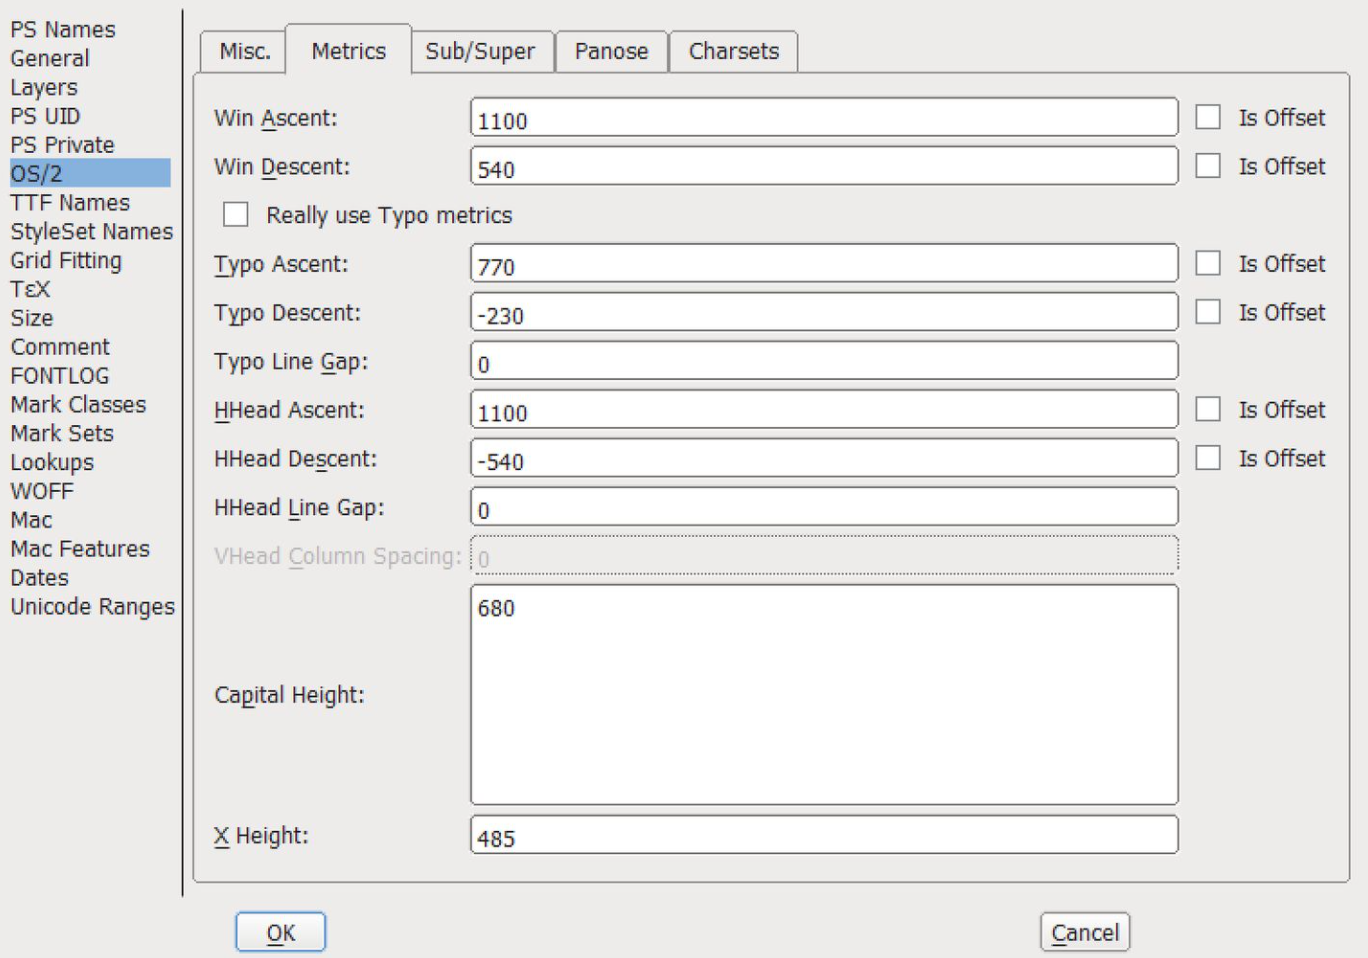 PS Names
General
Layers
PS UID
PS Private
OS/2
TTF Names
StyleSet Names
Grid Fitting
TεX
Size
Comment
FONTLOG
Mark Classes
Mark Sets
Lookups
WOFF
Mac
Mac Features
Dates
Unicode Ranges
Misc. Metrics Sub/Super Panose Charsets
Win Ascent: 1100 Is Offset
Win Descent: 540 Is Offset
Really use Typo metrics
Typo Ascent: 770 Is Offset
Typo Descent: -230 Is Offset
Typo Line Gap: 0
HHead Ascent: 1100 Is Offset
HHead Descent: -540 Is Offset
HHead Line Gap: 0
VHead Column Spacing: 0
Capital Height: 680
X Height: 485
OK Cancel